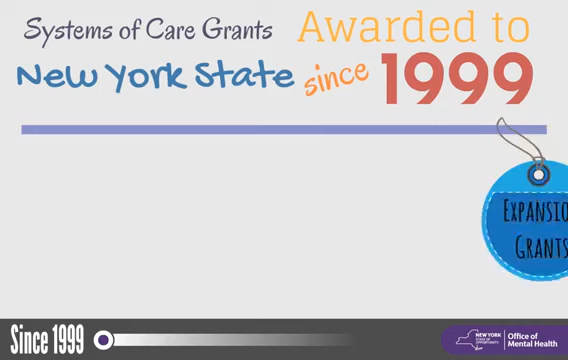 Systems of Care Grants
Awarded to
New York State
since
1999
Grants
Since 1999
NEW YORK
STATE OF
OPPORTUNITY
Office of
Mental Health